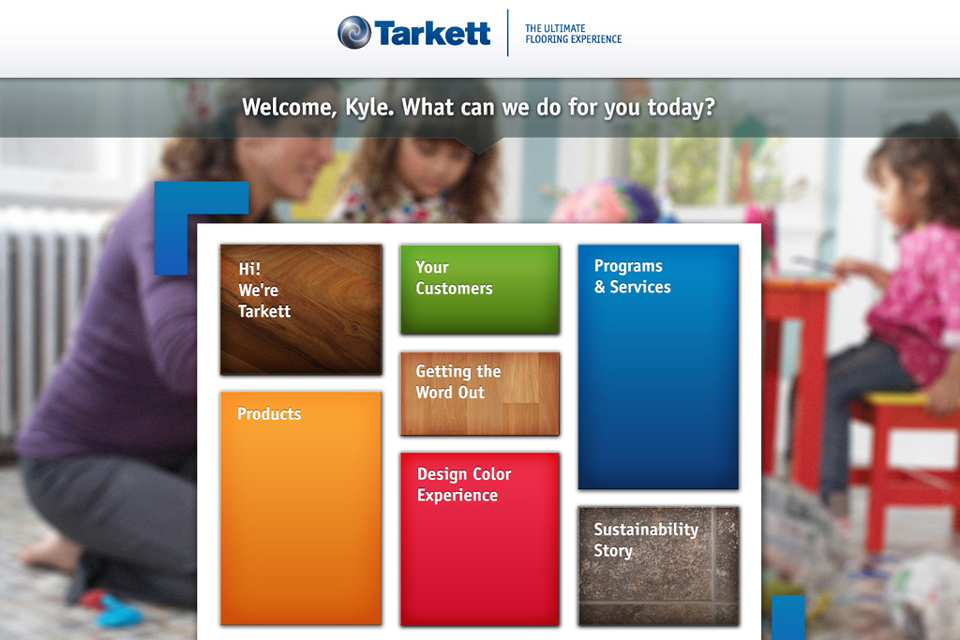 Tarkett
THE ULTIMATE
FLOORING EXPERIENCE
Welcome, Kyle. What can we do for you today?
Hi!
We're
Tarkett
Your
Customers
Programs
& Services
Getting the
Word Out
Products
Design Color
Experience
Sustainability
Story